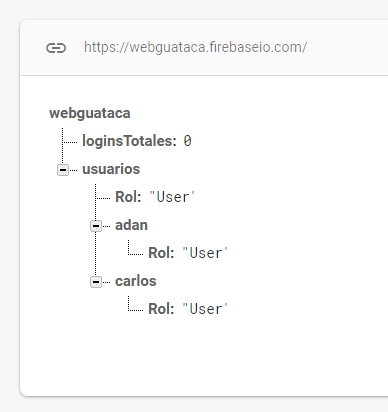 https://webguataca.firebaseio.com/
webguataca
loginsTotales: 0
usuarios
Rol: "User'
adan
Rol: "User'
carlos
Rol: "User'